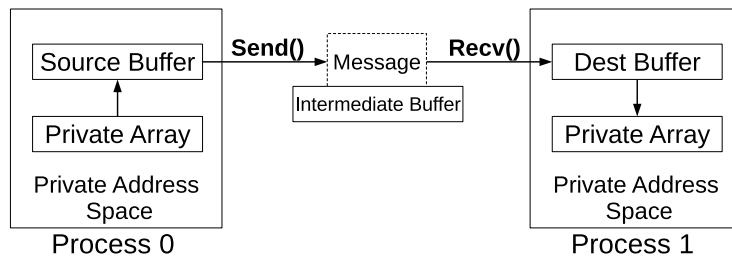 Source Buffer
Private Array
Private Address
Space
Process 0
Send()
Message
Intermediate Buffer
Recv()
Dest Buffer
Private Array
Private Address
Space
Process 1